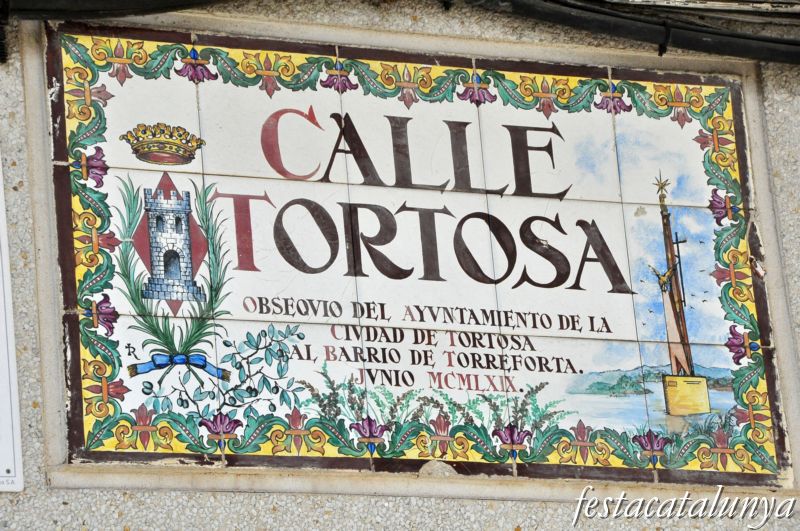 CALLE
TORTOSA
OBSEQVIO DEL AYVNTAMIENTO DE LA
CIVDAD DE TORTOSA
AL BARRIO DE TORREFORTA.
JVNIO MCMLXIX.
festacatalunya